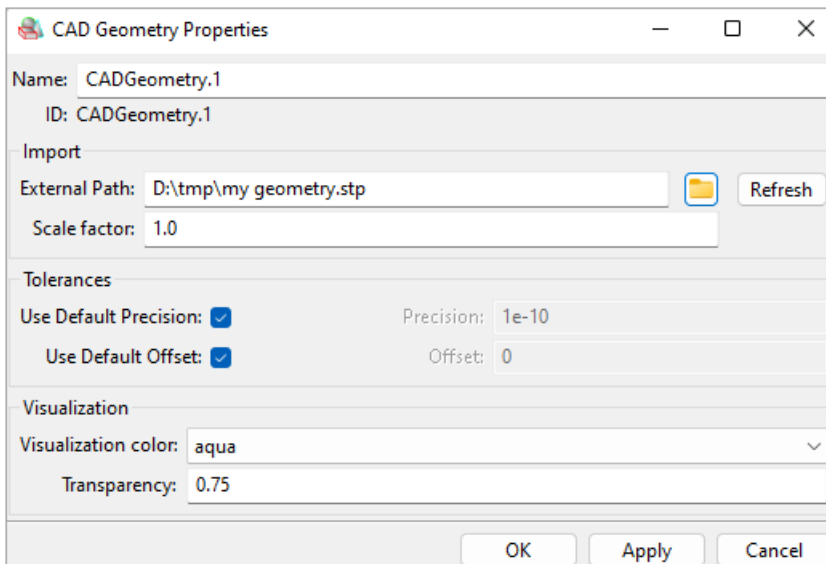 CAD Geometry Properties
Name: CADGeometry.1
ID: CADGeometry.1
Import
External Path: D:\tmp\my geometry.stp Refresh
Scale factor: 1.0
Tolerances
Use Default Precision: Precision: 1e-10
Use Default Offset: Offset: 0
Visualization
Visualization color: aqua
Transparency: 0.75
OK Apply Cancel